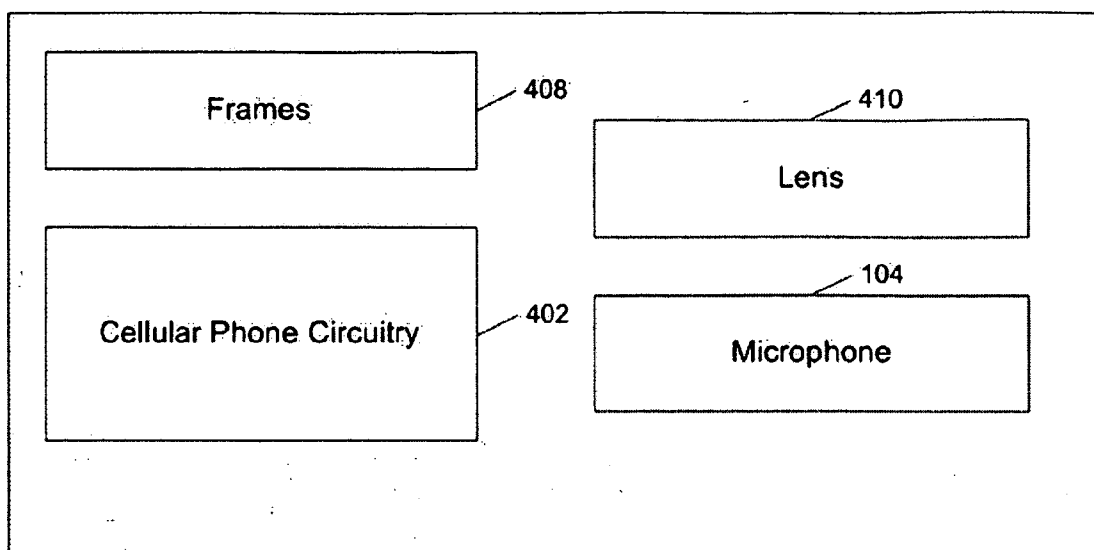 Frames
408
410
Lens
Cellular Phone Circuitry
402
104
Microphone